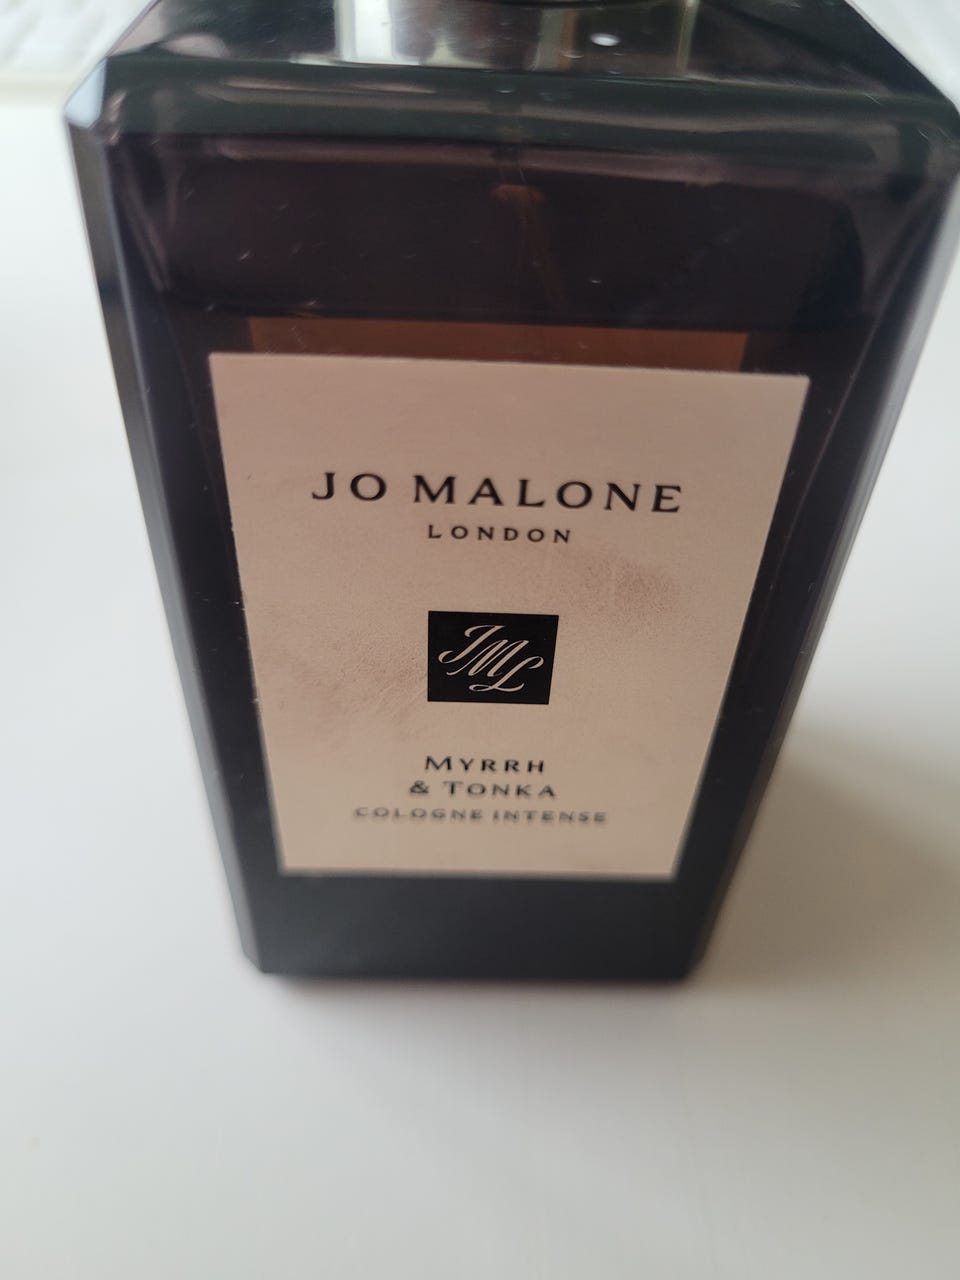 JO MALONE
LONDON
JML
MYRRH
& TONKA
COLOGNE INTENSE